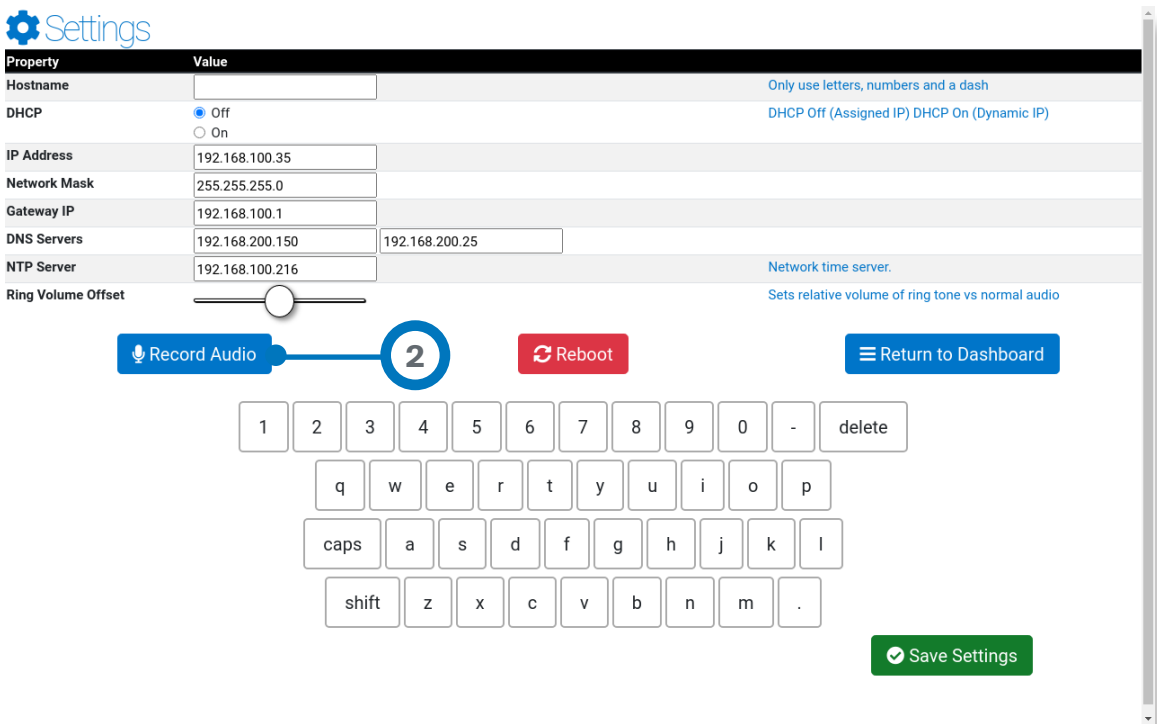 Settings
Property Value
Hostname Only use letters, numbers and a dash
DHCP Off DHCP Off (Assigned IP) DHCP On (Dynamic IP)
On
IP Address 192.168.100.35
Network Mask 255.255.255.0
Gateway IP 192.168.100.1
DNS Servers 192.168.200.150 192.168.200.25
NTP Server 192.168.100.216 Network time server.
Ring Volume Offset Sets relative volume of ring tone vs normal audio
Record Audio 2 Reboot Return to Dashboard
1 2 3 4 5 6 7 8 9 0 - delete
q w e r t y u i o p
caps a s d f g h j k l
shift z x c v b n m .
Save Settings